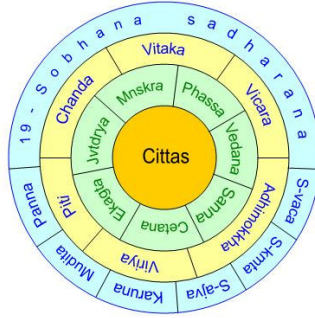 19 - Sobhana sadharana
S-vaca
S-kmta
S-ajva
Karuna
Mudita
Panna
Vitaka
Vicara
Adhimokkha
Viriya
Piti
Chanda
Mnskra
Phassa
Vedana
Sanna
Cetana
Ekagta
Jvtdrya
Cittas